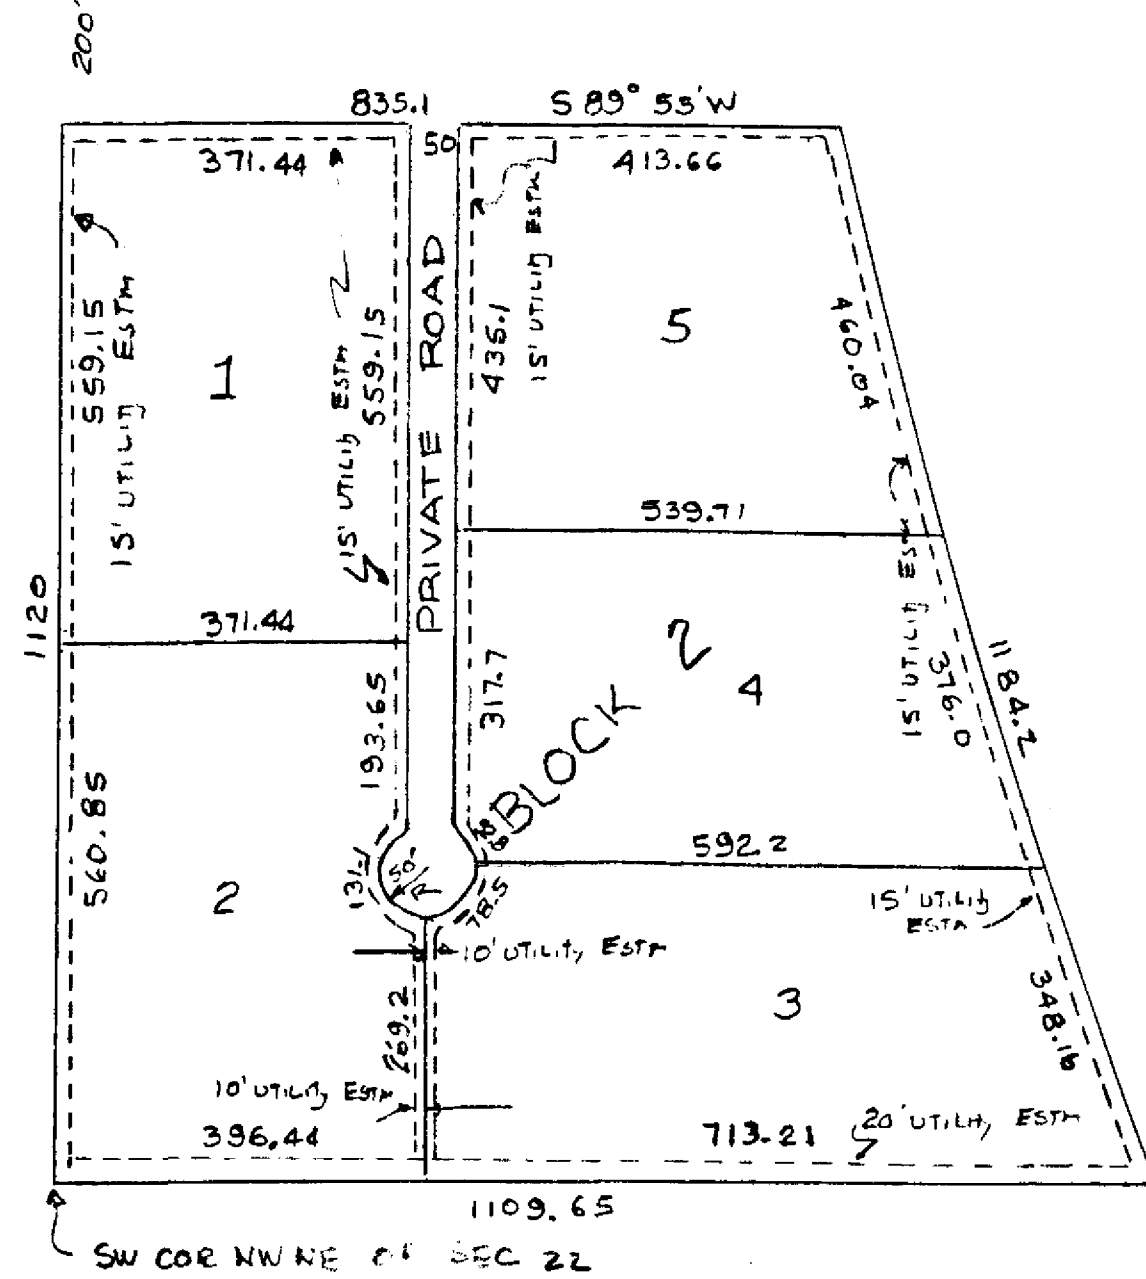 200'
835.1 S 89° 53' W
371.44
50
413.66
559.15
15' UTILITY ESTM
1
15' UTILITY ESTM
559.15
PRIVATE ROAD
435.1
15' UTILITY ESTM
5
460.04
539.71
1120
371.44
193.65
317.7
BLOCK 2
4
15' UTILITY ESTM
376.0
1184.2
560.85
2
131.1
50' R
78.5
592.2
15' UTILITY ESTM
10' UTILITY ESTM
3
348.16
269.2
10' UTILITY ESTM
396.44
713.21
20' UTILITY ESTM
1109.65
SW COR NW NE OF SEC 22